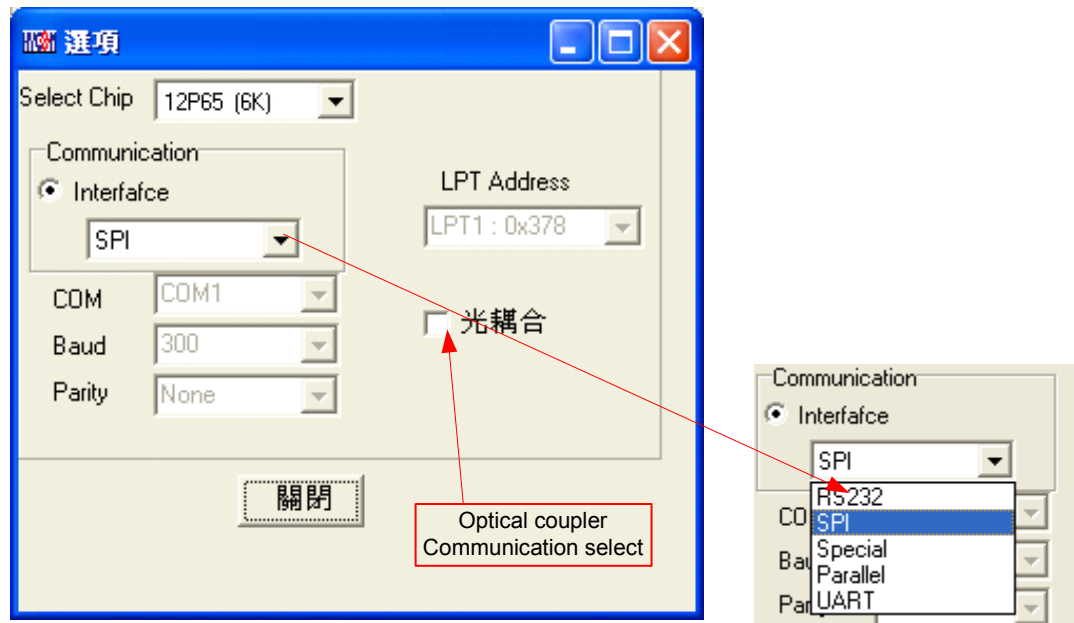 選項
Select Chip 12P65 (6K)
Communication
Interfafce
SPI
LPT Address
LPT1 : 0x378
COM COM1
Baud 300
Parity None
光耦合
關閉
Optical coupler
Communication select
Communication
Interfafce
SPI
RS232
SPI
Special
Parallel
UART